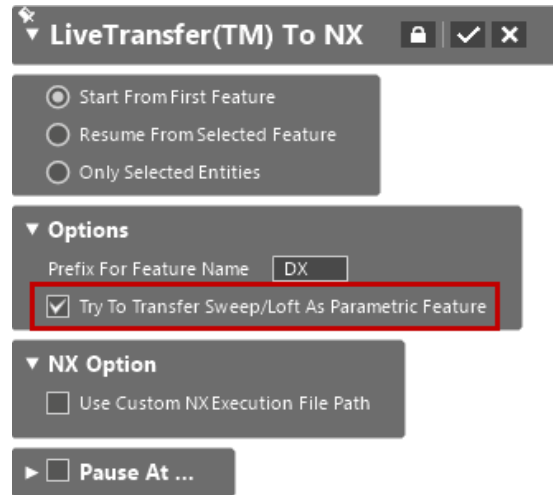 LiveTransfer(TM) To NX
Start From First Feature
Resume From Selected Feature
Only Selected Entities
Options
Prefix For Feature Name DX
Try To Transfer Sweep/Loft As Parametric Feature
NX Option
Use Custom NX Execution File Path
Pause At ...